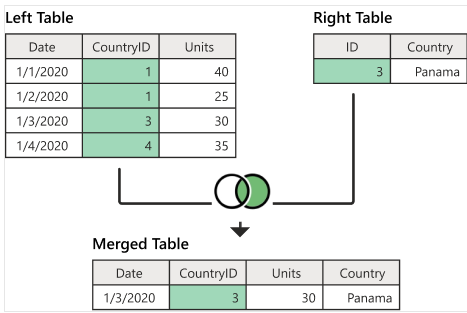 Left Table
Date CountryID Units
1/1/2020 1 40
1/2/2020 1 25
1/3/2020 3 30
1/4/2020 4 35
Right Table
ID Country
3 Panama
Merged Table
Date CountryID Units Country
1/3/2020 3 30 Panama